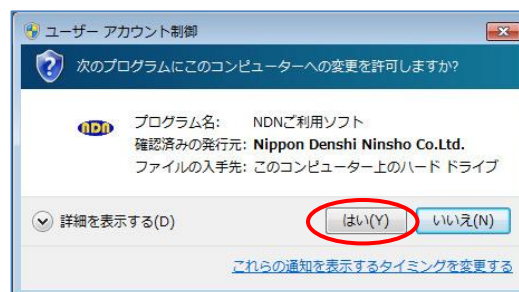 ユーザー アカウント制御
次のプログラムにこのコンピューターへの変更を許可しますか?
NDN
プログラム名: NDNご利用ソフト
確認済みの発行元: Nippon Denshi Ninsho Co.Ltd.
ファイルの入手先: このコンピューター上のハード ドライブ
詳細を表示する(D) はい(Y) いいえ(N)
これらの通知を表示するタイミングを変更する